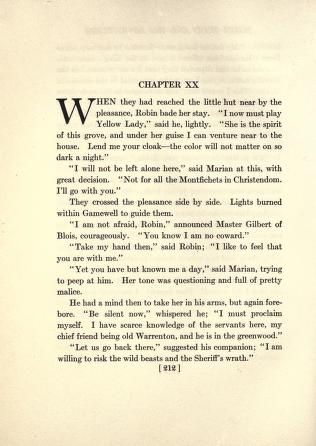 CHAPTER XX
WHEN they had reached the little hut near by the
pleasance, Robin bade her stay. "I now must play
Yellow Lady," said he, lightly. "She is the spirit
of this grove, and under her guise I can venture near to the
house. Lend me your cloak—the color will not matter on so
dark a night."
"I will not be left alone here," said Marian at this, with
great decision. "Not for all the Montfichets in Christendom.
I'll go with you."
They crossed the pleasance side by side. Lights burned
within Gamewell to guide them.
"I am not afraid, Robin," announced Master Gilbert of
Blois, courageously. "You know I am no coward."
"Take my hand then," said Robin; "I like to feel that
you are with me."
"Yet you have but known me a day," said Marian, trying
to peep at him. Her tone was questioning and full of pretty
malice.
He had a mind then to take her in his arms, but again fore-
bore. "Be silent now," whispered he; "I must proclaim
myself. I have scarce knowledge of the servants here, my
chief friend being old Warrenton, and he is in the greenwood."
"Let us go back there," suggested his companion; "I am
willing to risk the wild beasts and the Sheriff's wrath."
[ 212 ]